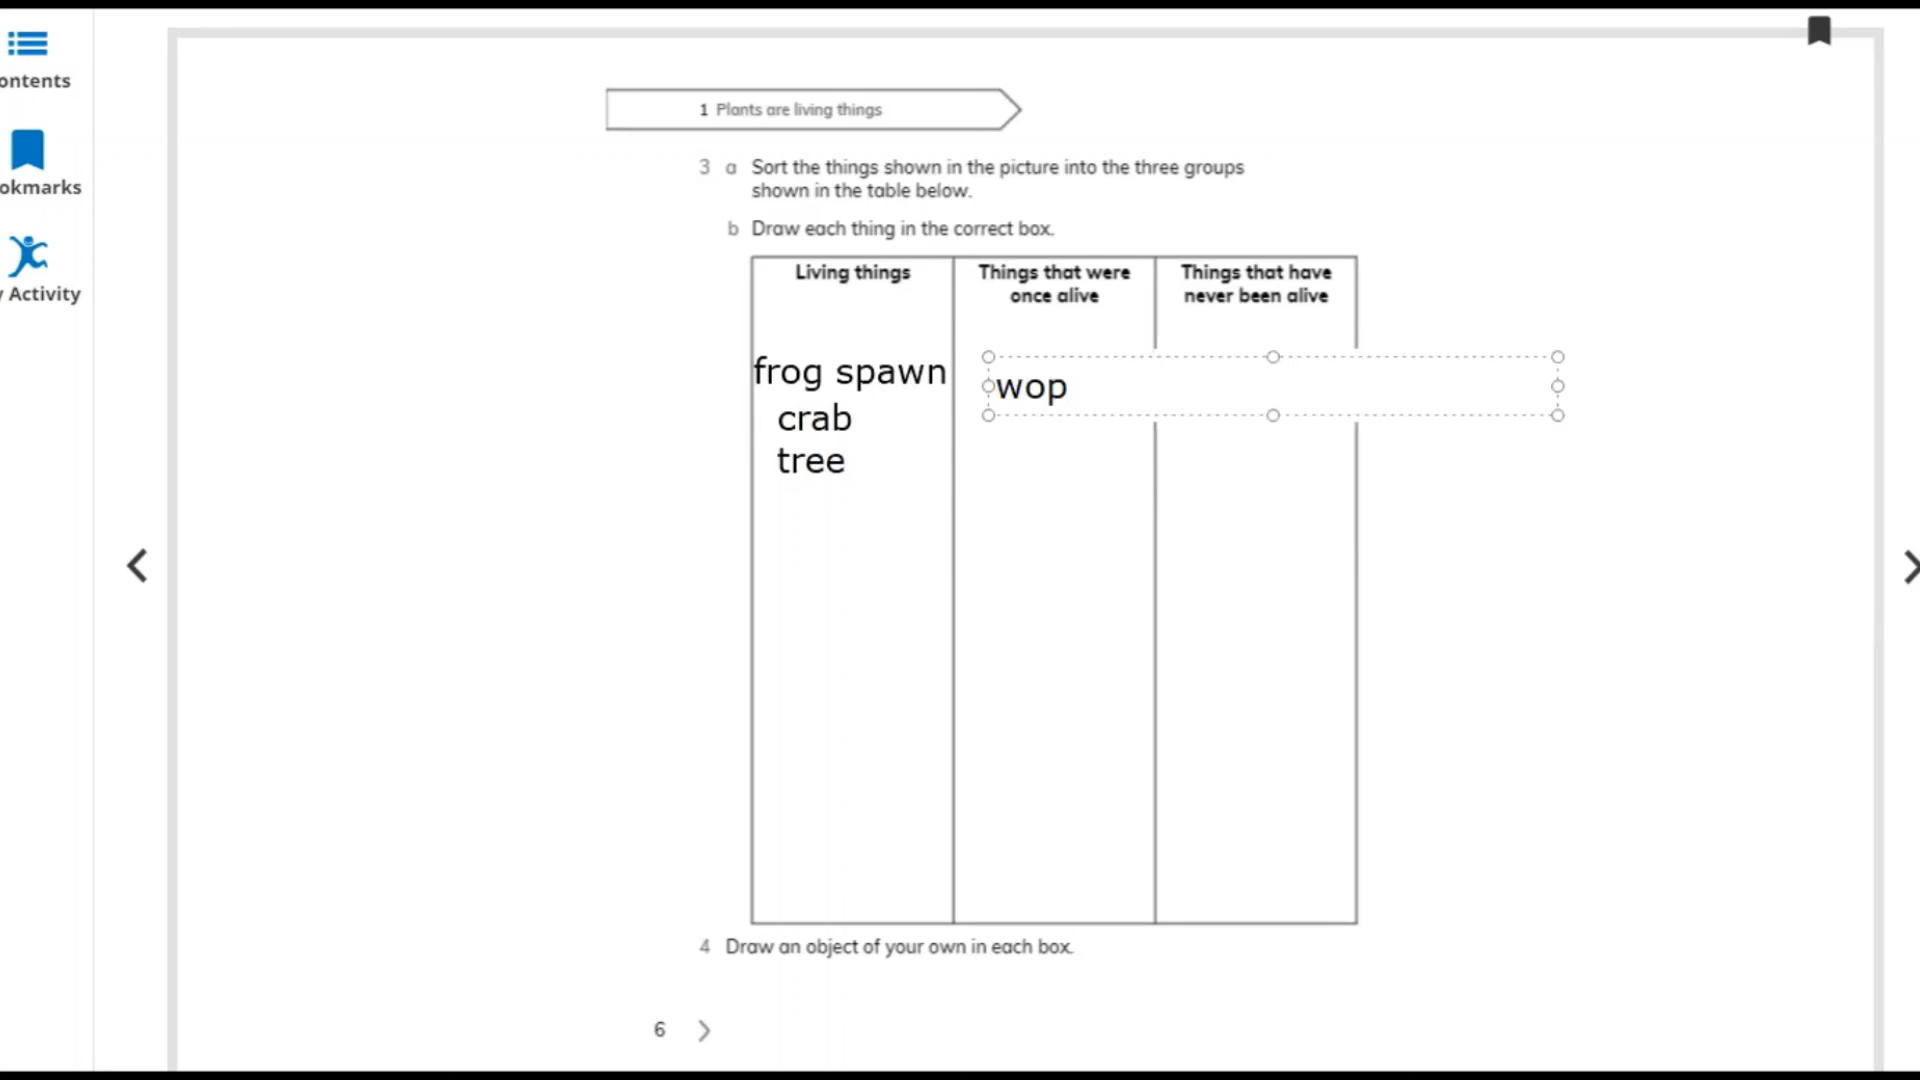 ontents
okmarks
Activity
1 Plants are living things
3 a Sort the things shown in the picture into the three groups
shown in the table below.
b Draw each thing in the correct box.
Living things
Things that were
once alive
Things that have
never been alive
frog spawn
crab
tree
wop
4 Draw an object of your own in each box.
6